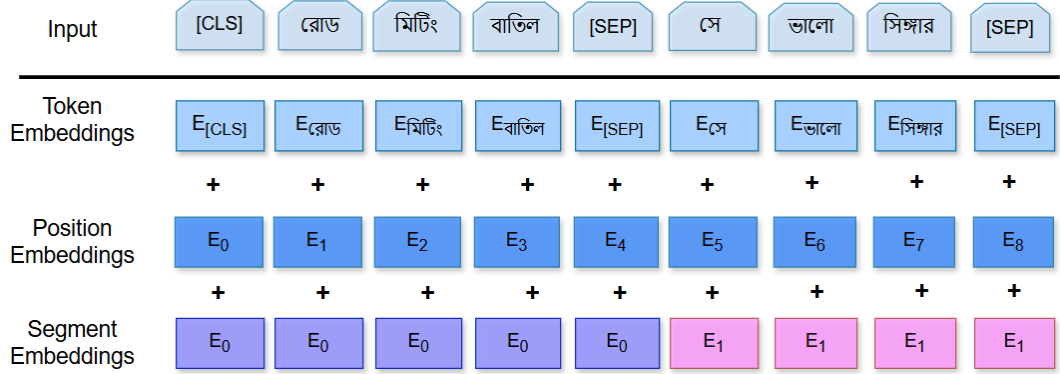 Input [CLS] রোড মিটিং বাতিল [SEP] সে ভালো সিঙ্গার [SEP]
Token Embeddings E[CLS] Eরোড Eমিটিং Eবাতিল E[SEP] Eসে Eভালো Eসিঙ্গার E[SEP]
+ + + + + + + + +
Position Embeddings E0 E1 E2 E3 E4 E5 E6 E7 E8
+ + + + + + + + +
Segment Embeddings E0 E0 E0 E0 E0 E1 E1 E1 E1